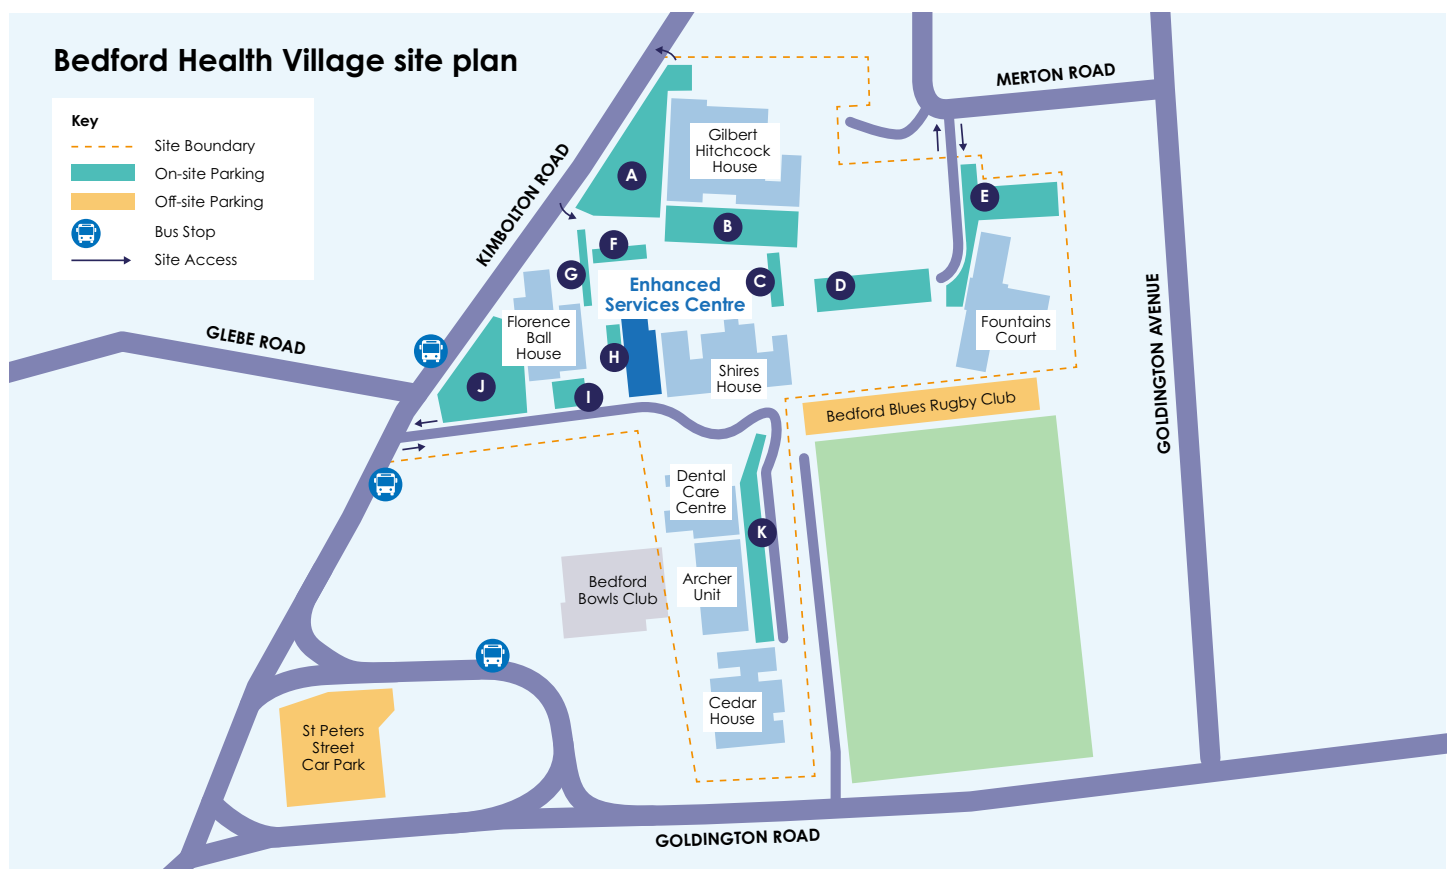 Bedford Health Village site plan
Key
Site Boundary
On-site Parking
Off-site Parking
Bus Stop
Site Access
MERTON ROAD
KIMBOLTON ROAD
GLEBE ROAD
GOLDINGTON AVENUE
GOLDINGTON ROAD
Gilbert
Hitchcock
House
A
B
C
D
E
F
G
H
I
J
K
Enhanced
Services Centre
Florence
Ball
House
Shires
House
Fountains
Court
Bedford Blues Rugby Club
Dental
Care
Centre
Archer
Unit
Bedford
Bowls Club
Cedar
House
St Peters
Street
Car Park